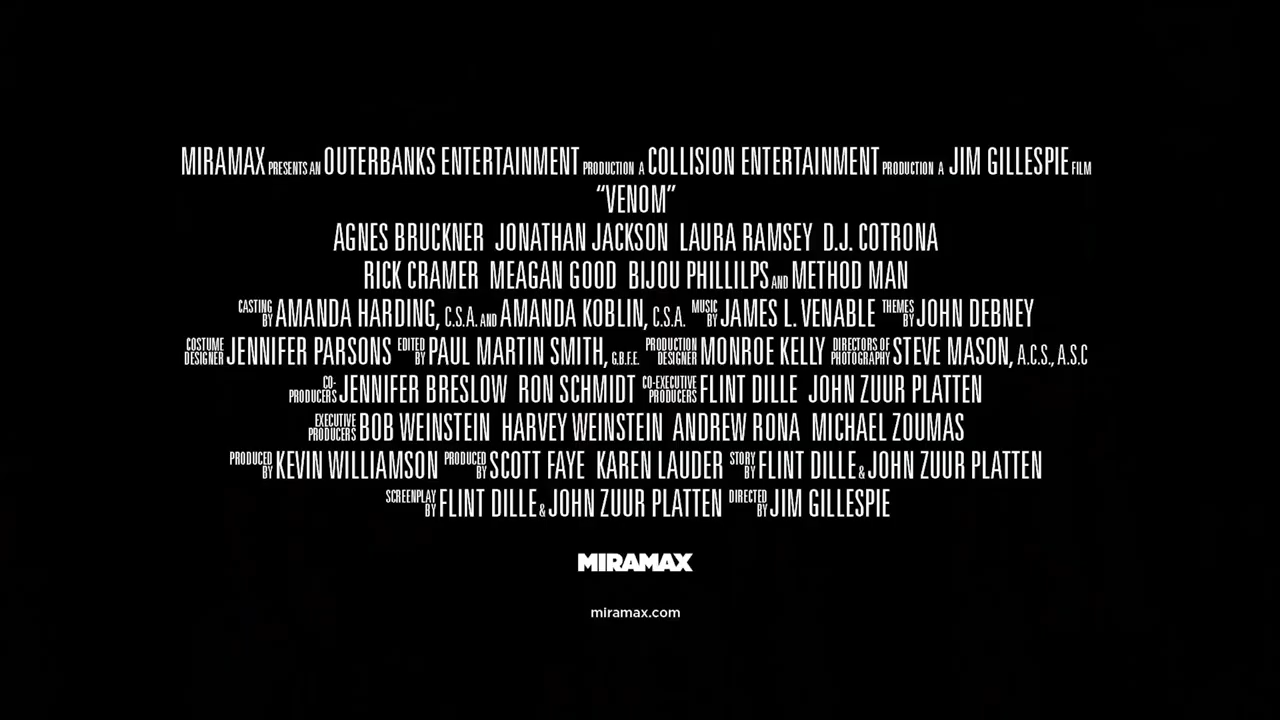 MIRAMAX PRESENTS AN OUTERBANKS ENTERTAINMENT PRODUCTION A COLLISION ENTERTAINMENT PRODUCTION A JIM GILLESPIE FILM
“VENOM”
AGNES BRUCKNER JONATHAN JACKSON LAURA RAMSEY D.J. COTRONA
RICK CRAMER MEAGAN GOOD BIJOU PHILLILPS AND METHOD MAN
CASTING BY AMANDA HARDING, C.S.A. AND AMANDA KOBLIN, C.S.A. MUSIC BY JAMES L. VENABLE THEMES BY JOHN DEBNEY
COSTUME DESIGNER JENNIFER PARSONS EDITED BY PAUL MARTIN SMITH, G.B.F.E. PRODUCTION DESIGNER MONROE KELLY DIRECTORS OF PHOTOGRAPHY STEVE MASON, A.C.S., A.S.C
CO-PRODUCERS JENNIFER BRESLOW RON SCHMIDT CO-EXECUTIVE PRODUCERS FLINT DILLE JOHN ZUUR PLATTEN
EXECUTIVE PRODUCERS BOB WEINSTEIN HARVEY WEINSTEIN ANDREW RONA MICHAEL ZOUMAS
PRODUCED BY KEVIN WILLIAMSON PRODUCED BY SCOTT FAYE KAREN LAUDER STORY BY FLINT DILLE & JOHN ZUUR PLATTEN
SCREENPLAY BY FLINT DILLE & JOHN ZUUR PLATTEN DIRECTED BY JIM GILLESPIE
MIRAMAX
miramax.com